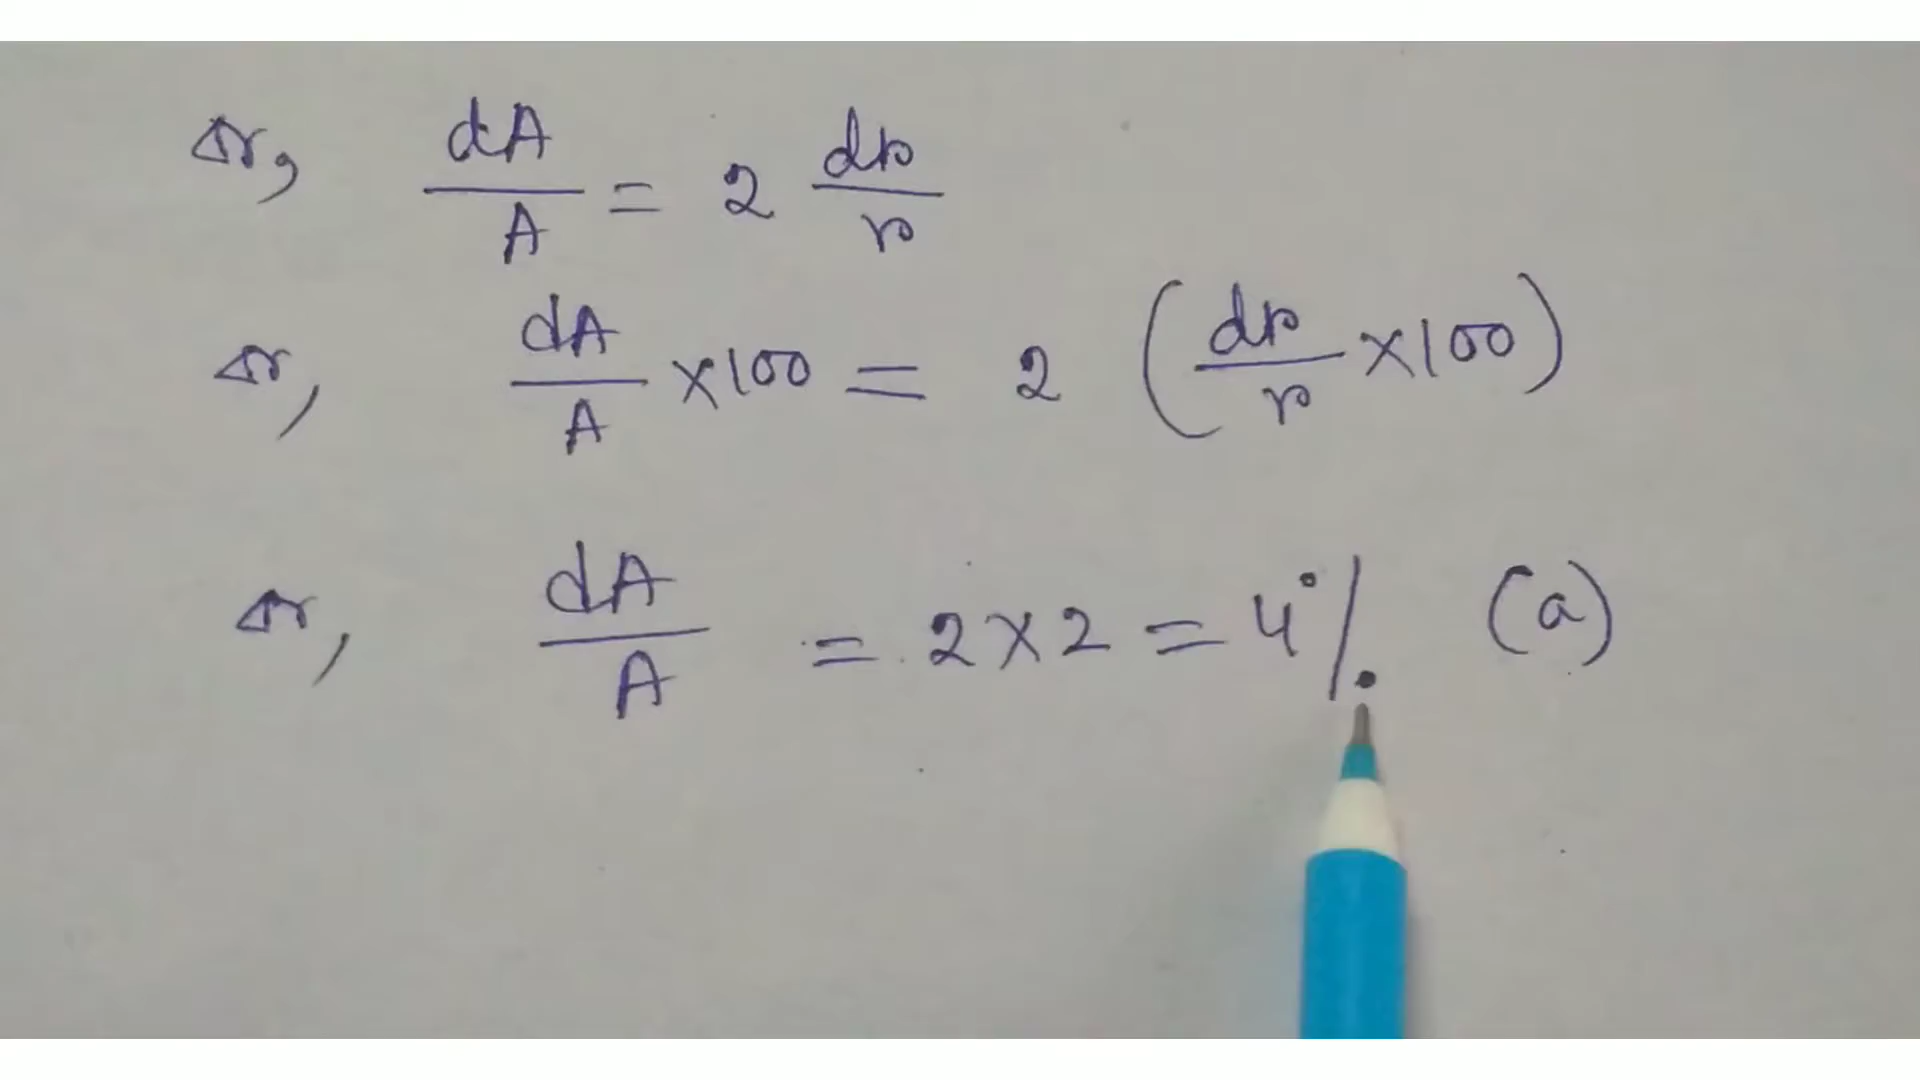 or, dA/A = 2 dr/r
or, dA/A ×100 = 2 (dr/r ×100)
or, dA/A = 2×2 = 4% (a)